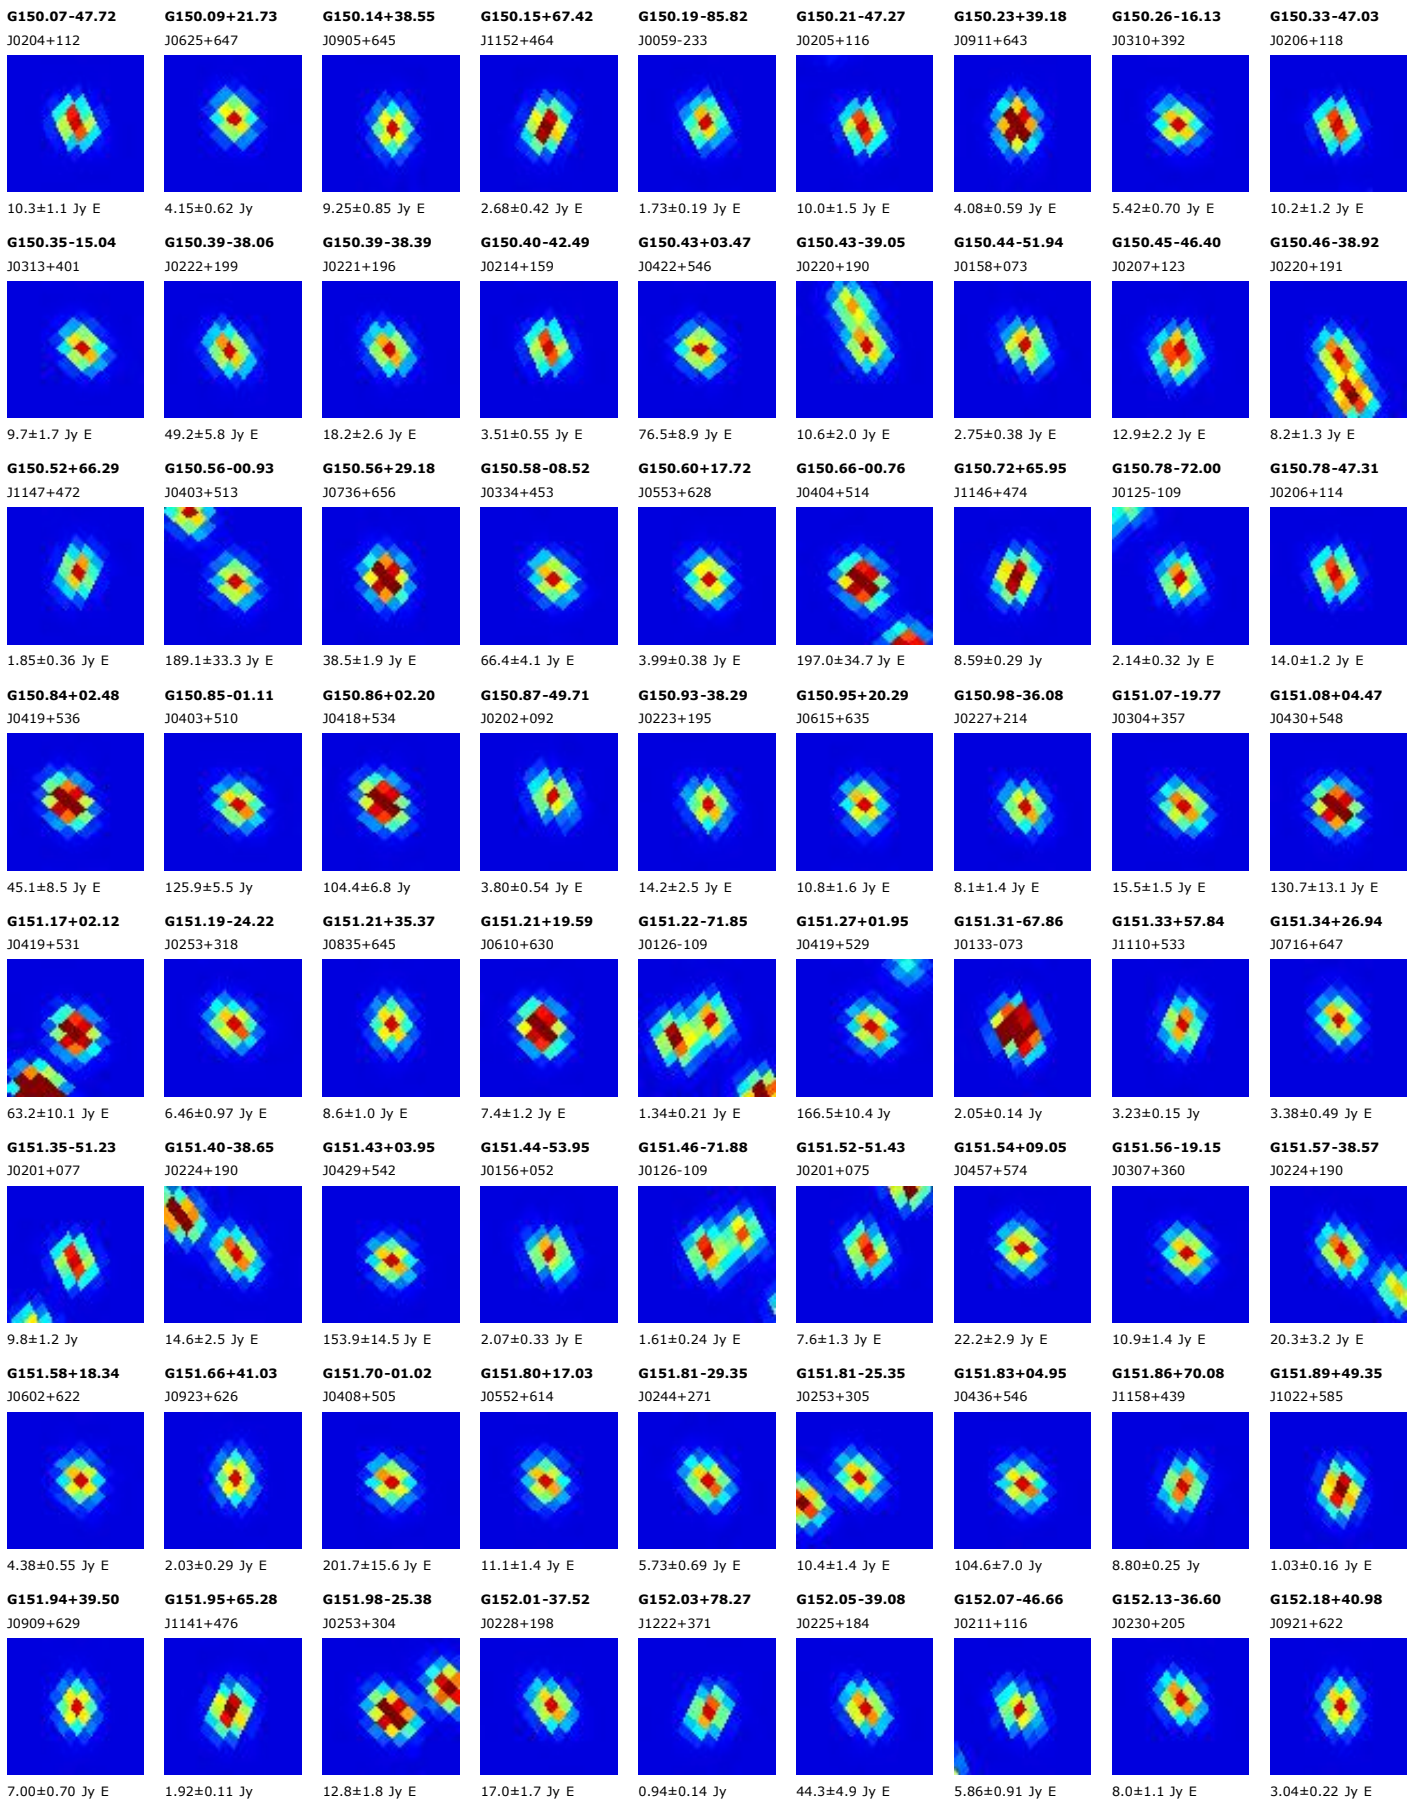 G150.07-47.72 G150.09+21.73 G150.14+38.55 G150.15+67.42 G150.19-85.82 G150.21-47.27 G150.23+39.18 G150.26-16.13 G150.33-47.03
J0204+112 J0625+647 J0905+645 J1152+464 J0059-233 J0205+116 J0911+643 J0310+392 J0206+118
10.3±1.1 Jy E 4.15±0.62 Jy 9.25±0.85 Jy E 2.68±0.42 Jy E 1.73±0.19 Jy E 10.0±1.5 Jy E 4.08±0.59 Jy E 5.42±0.70 Jy E 10.2±1.2 Jy E
G150.35-15.04 G150.39-38.06 G150.39-38.39 G150.40-42.49 G150.43+03.47 G150.43-39.05 G150.44-51.94 G150.45-46.40 G150.46-38.92
J0313+401 J0222+199 J0221+196 J0214+159 J0422+546 J0220+190 J0158+073 J0207+123 J0220+191
9.7±1.7 Jy E 49.2±5.8 Jy E 18.2±2.6 Jy E 3.51±0.55 Jy E 76.5±8.9 Jy E 10.6±2.0 Jy E 2.75±0.38 Jy E 12.9±2.2 Jy E 8.2±1.3 Jy E
G150.52+66.29 G150.56-00.93 G150.56+29.18 G150.58-08.52 G150.60+17.72 G150.66-00.76 G150.72+65.95 G150.78-72.00 G150.78-47.31
J1147+472 J0403+513 J0736+656 J0334+453 J0553+628 J0404+514 J1146+474 J0125-109 J0206+114
1.85±0.36 Jy E 189.1±33.3 Jy E 38.5±1.9 Jy E 66.4±4.1 Jy E 3.99±0.38 Jy E 197.0±34.7 Jy E 8.59±0.29 Jy 2.14±0.32 Jy E 14.0±1.2 Jy E
G150.84+02.48 G150.85-01.11 G150.86+02.20 G150.87-49.71 G150.93-38.29 G150.95+20.29 G150.98-36.08 G151.07-19.77 G151.08+04.47
J0419+536 J0403+510 J0418+534 J0202+092 J0223+195 J0615+635 J0227+214 J0304+357 J0430+548
45.1±8.5 Jy E 125.9±5.5 Jy 104.4±6.8 Jy 3.80±0.54 Jy E 14.2±2.5 Jy E 10.8±1.6 Jy E 8.1±1.4 Jy E 15.5±1.5 Jy E 130.7±13.1 Jy E
G151.17+02.12 G151.19-24.22 G151.21+35.37 G151.21+19.59 G151.22-71.85 G151.27+01.95 G151.31-67.86 G151.33+57.84 G151.34+26.94
J0419+531 J0253+318 J0835+645 J0610+630 J0126-109 J0419+529 J0133-073 J1110+533 J0716+647
63.2±10.1 Jy E 6.46±0.97 Jy E 8.6±1.0 Jy E 7.4±1.2 Jy E 1.34±0.21 Jy E 166.5±10.4 Jy 2.05±0.14 Jy 3.23±0.15 Jy 3.38±0.49 Jy E
G151.35-51.23 G151.40-38.65 G151.43+03.95 G151.44-53.95 G151.46-71.88 G151.52-51.43 G151.54+09.05 G151.56-19.15 G151.57-38.57
J0201+077 J0224+190 J0429+542 J0156+052 J0126-109 J0201+075 J0457+574 J0307+360 J0224+190
9.8±1.2 Jy 14.6±2.5 Jy E 153.9±14.5 Jy E 2.07±0.33 Jy E 1.61±0.24 Jy E 7.6±1.3 Jy E 22.2±2.9 Jy E 10.9±1.4 Jy E 20.3±3.2 Jy E
G151.58+18.34 G151.66+41.03 G151.70-01.02 G151.80+17.03 G151.81-29.35 G151.81-25.35 G151.83+04.95 G151.86+70.08 G151.89+49.35
J0602+622 J0923+626 J0408+505 J0552+614 J0244+271 J0253+305 J0436+546 J1158+439 J1022+585
4.38±0.55 Jy E 2.03±0.29 Jy E 201.7±15.6 Jy E 11.1±1.4 Jy E 5.73±0.69 Jy E 10.4±1.4 Jy E 104.6±7.0 Jy 8.80±0.25 Jy 1.03±0.16 Jy E
G151.94+39.50 G151.95+65.28 G151.98-25.38 G152.01-37.52 G152.03+78.27 G152.05-39.08 G152.07-46.66 G152.13-36.60 G152.18+40.98
J0909+629 J1141+476 J0253+304 J0228+198 J1222+371 J0225+184 J0211+116 J0230+205 J0921+622
7.00±0.70 Jy E 1.92±0.11 Jy 12.8±1.8 Jy E 17.0±1.7 Jy E 0.94±0.14 Jy 44.3±4.9 Jy E 5.86±0.91 Jy E 8.0±1.1 Jy E 3.04±0.22 Jy E